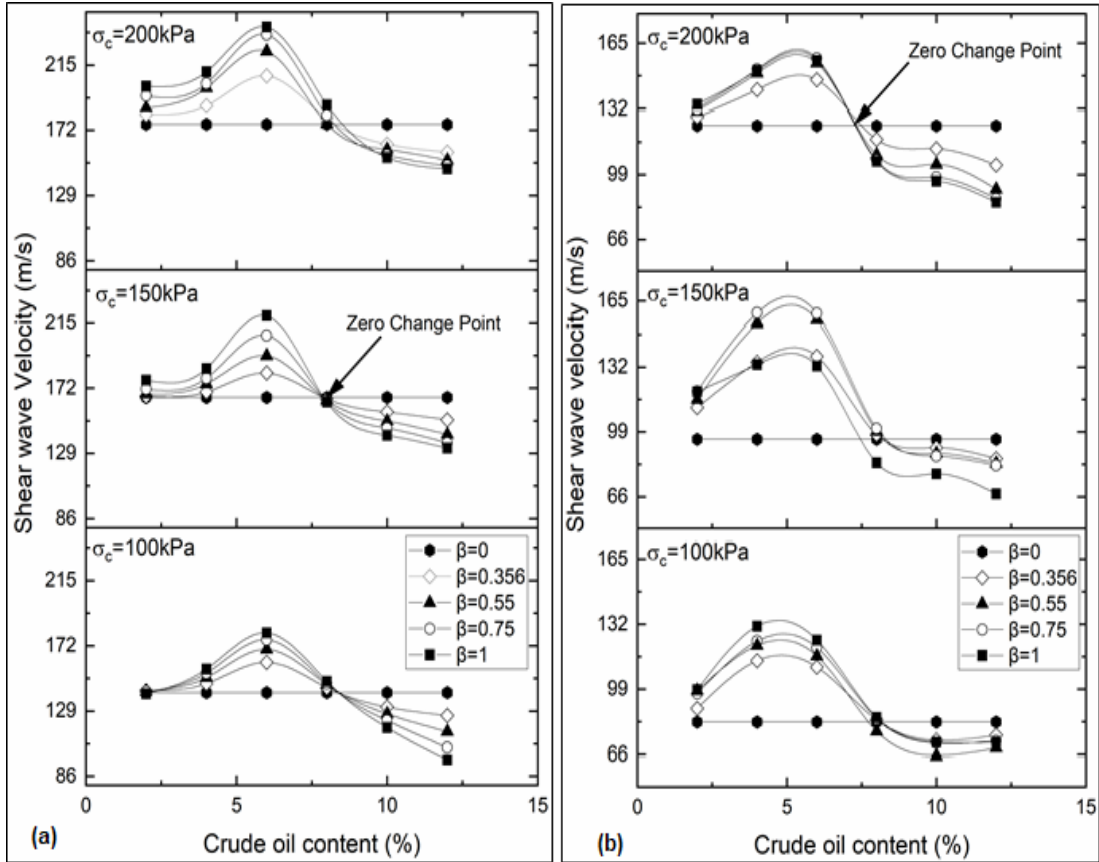 σc=200kPa
215
172
129
86
σc=150kPa
Zero Change Point
215
172
129
86
σc=100kPa
β=0
β=0.356
β=0.55
β=0.75
β=1
215
172
129
86
0 5 10 15
Shear wave Velocity (m/s)
Crude oil content (%)
(a)
σc=200kPa
Zero Change Point
165
132
99
66
σc=150kPa
165
132
99
66
σc=100kPa
β=0
β=0.356
β=0.55
β=0.75
β=1
165
132
99
66
0 5 10 15
Shear wave velocity (m/s)
Crude oil content (%)
(b)